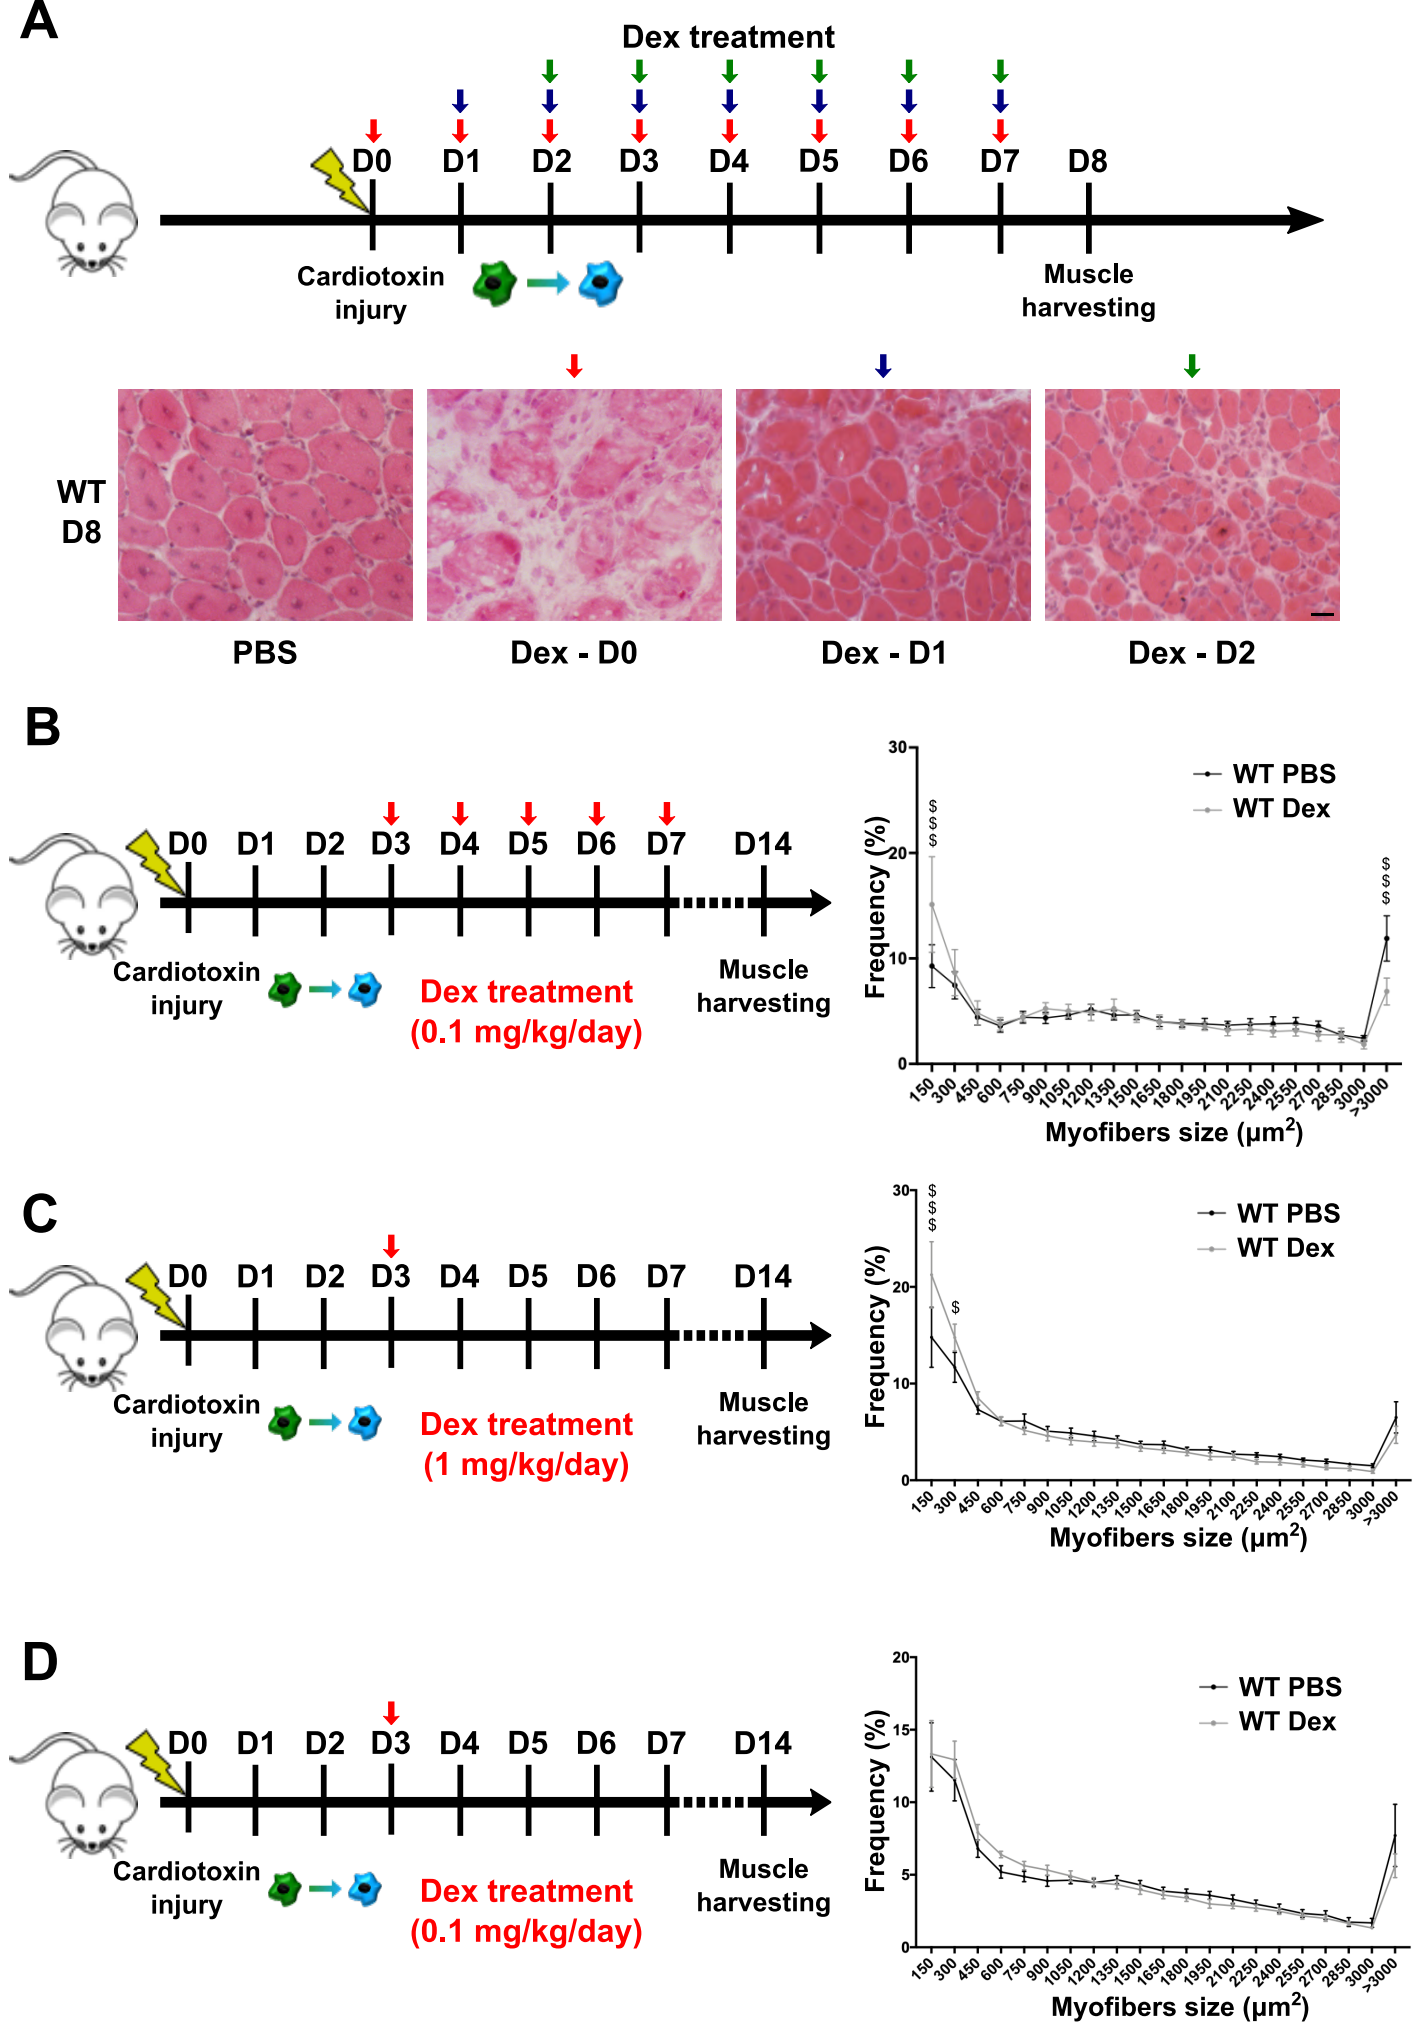 A
Dex treatment
D0 D1 D2 D3 D4 D5 D6 D7 D8
Cardiotoxin
injury
Muscle
harvesting
WT
D8
PBS
Dex - D0
Dex - D1
Dex - D2
B
D0 D1 D2 D3 D4 D5 D6 D7 D14
Cardiotoxin
injury
Dex treatment
(0.1 mg/kg/day)
Muscle
harvesting
Frequency (%)
30
20
10
0
WT PBS
WT Dex
$
$
$
$
$
$
150 300 450 600 750 900 1050 1200 1350 1500 1650 1800 1950 2100 2250 2400 2550 2700 2850 3000 >3000
Myofibers size (µm2)
C
D0 D1 D2 D3 D4 D5 D6 D7 D14
Cardiotoxin
injury
Dex treatment
(1 mg/kg/day)
Muscle
harvesting
Frequency (%)
30
20
10
0
WT PBS
WT Dex
$
$
$
$
150 300 450 600 750 900 1050 1200 1350 1500 1650 1800 1950 2100 2250 2400 2550 2700 2850 3000 >3000
Myofibers size (µm2)
D
D0 D1 D2 D3 D4 D5 D6 D7 D14
Cardiotoxin
injury
Dex treatment
(0.1 mg/kg/day)
Muscle
harvesting
Frequency (%)
20
15
10
5
0
WT PBS
WT Dex
150 300 450 600 750 900 1050 1200 1350 1500 1650 1800 1950 2100 2250 2400 2550 2700 2850 3000 >3000
Myofibers size (µm2)